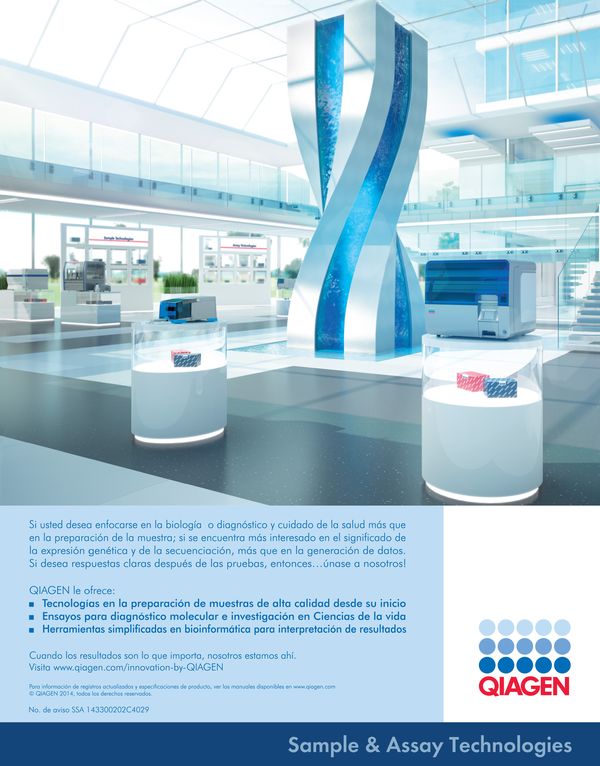 Sample Technologies
Assay Technologies
Si usted desea enfocarse en la biología o diagnóstico y cuidado de la salud más que
en la preparación de la muestra; si se encuentra más interesado en el significado de
la expresión genética y de la secuenciación, más que en la generación de datos.
Si desea respuestas claras después de las pruebas, entonces…únase a nosotros!
QIAGEN le ofrece:
Tecnologías en la preparación de muestras de alta calidad desde su inicio
Ensayos para diagnóstico molecular e investigación en Ciencias de la vida
Herramientas simplificadas en bioinformática para interpretación de resultados
Cuando los resultados son lo que importa, nosotros estamos ahí.
Visita www.qiagen.com/innovation-by-QIAGEN
Para información de registros actualizados y especificaciones de producto, ver los manuales disponibles en www.qiagen.com
© QIAGEN 2014, todos los derechos reservados.
No. de aviso SSA 143300202C4029
QIAGEN
Sample & Assay Technologies